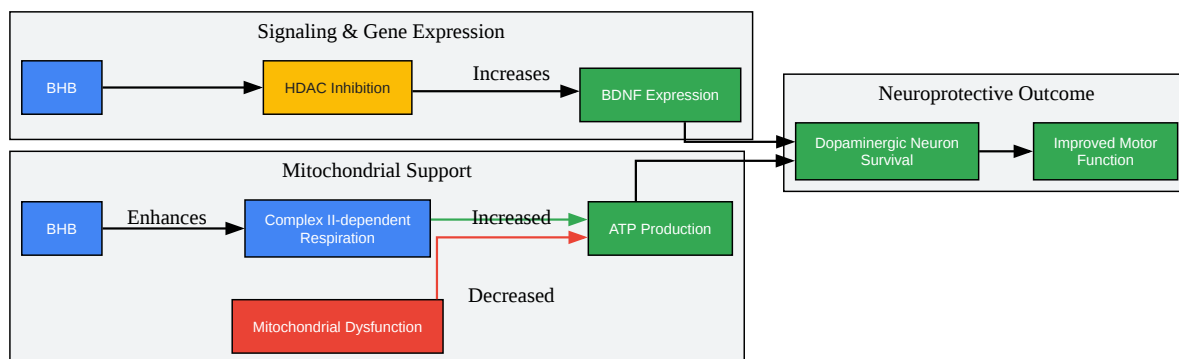 Signaling & Gene Expression
BHB
HDAC Inhibition
Increases
BDNF Expression
Neuroprotective Outcome
Dopaminergic Neuron
Survival
Improved Motor
Function
Mitochondrial Support
BHB
Enhances
Complex II-dependent
Respiration
Increased
ATP Production
Decreased
Mitochondrial Dysfunction